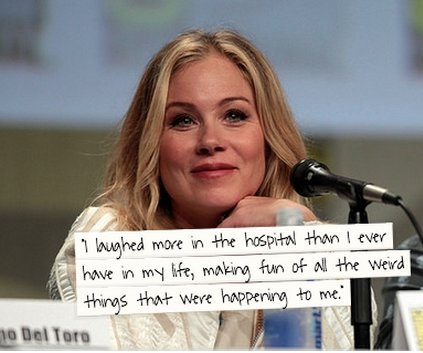 "I laughed more in the hospital than I ever
have in my life, making fun of all the weird
things that were happening to me."
mo Del Toro